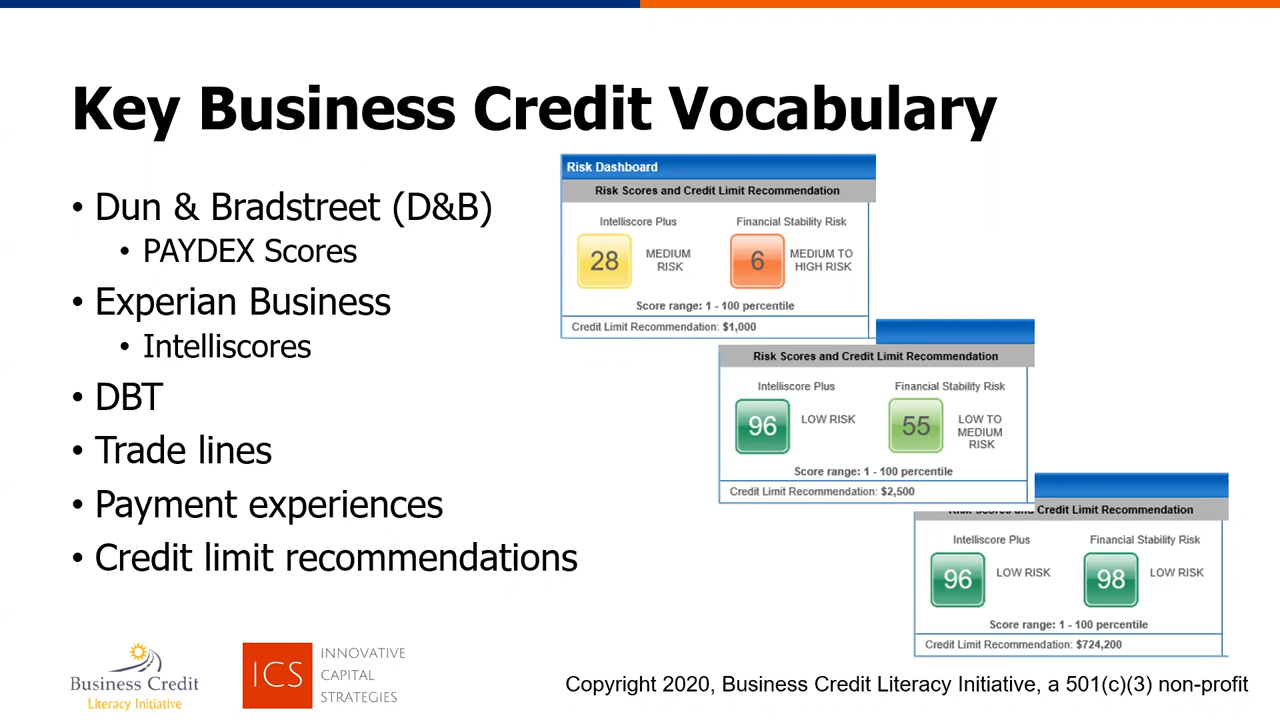 Key Business Credit Vocabulary
• Dun & Bradstreet (D&B)
• PAYDEX Scores
• Experian Business
• Intelliscores
• DBT
• Trade lines
• Payment experiences
• Credit limit recommendations
Risk Dashboard
Risk Scores and Credit Limit Recommendation
Intelliscore Plus
Financial Stability Risk
28
MEDIUM
RISK
6
MEDIUM TO
HIGH RISK
Score range: 1 - 100 percentile
Credit Limit Recommendation: $1,000
Risk Scores and Credit Limit Recommendation
Intelliscore Plus
Financial Stability Risk
96
LOW RISK
55
LOW TO
MEDIUM
RISK
Score range: 1 - 100 percentile
Credit Limit Recommendation: $2,500
Risk Scores and Credit Limit Recommendation
Intelliscore Plus
Financial Stability Risk
96
LOW RISK
98
LOW RISK
Score range: 1 - 100 percentile
Credit Limit Recommendation: $724,200
Business Credit
Literacy Initiative
ICS
INNOVATIVE
CAPITAL
STRATEGIES
Copyright 2020, Business Credit Literacy Initiative, a 501(c)(3) non-profit